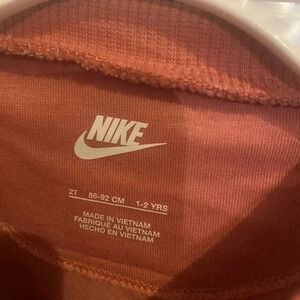 NIKE
2T 86-92 CM 1-2 YRS
MADE IN VIETNAM
FABRIQUÉ AU VIETNAM
HECHO EN VIETNAM